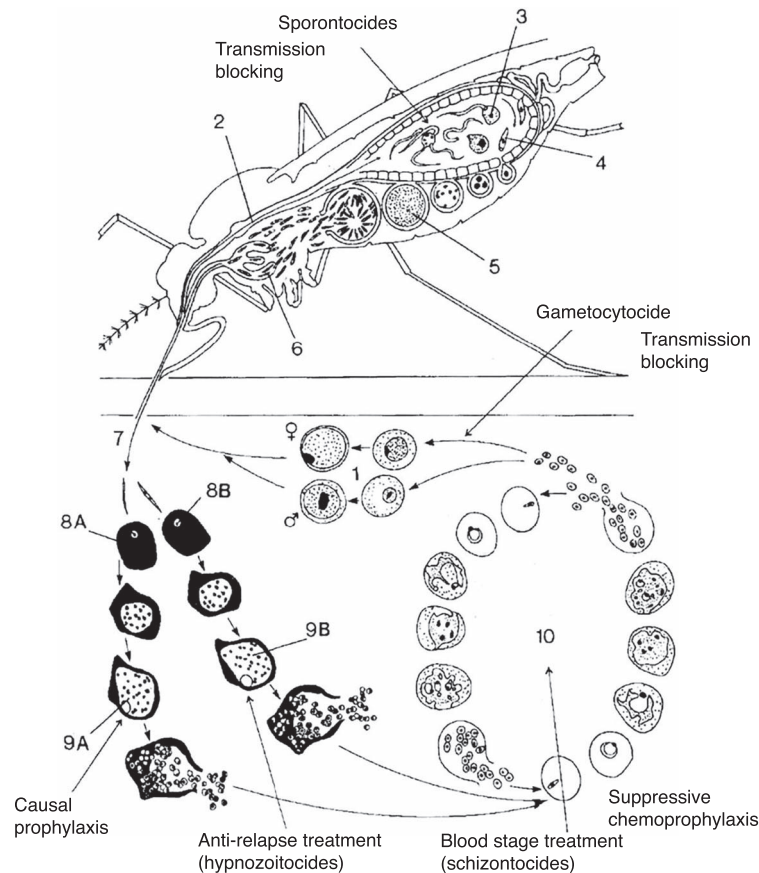 Sporontocides
Transmission
blocking
3
2
4
5
6
Gametocytocide
Transmission
blocking
7
♀
1
♂
8B
8A
10
9B
9A
Causal
prophylaxis
Suppressive
chemoprophylaxis
Anti-relapse treatment
(hypnozoitocides)
Blood stage treatment
(schizontocides)